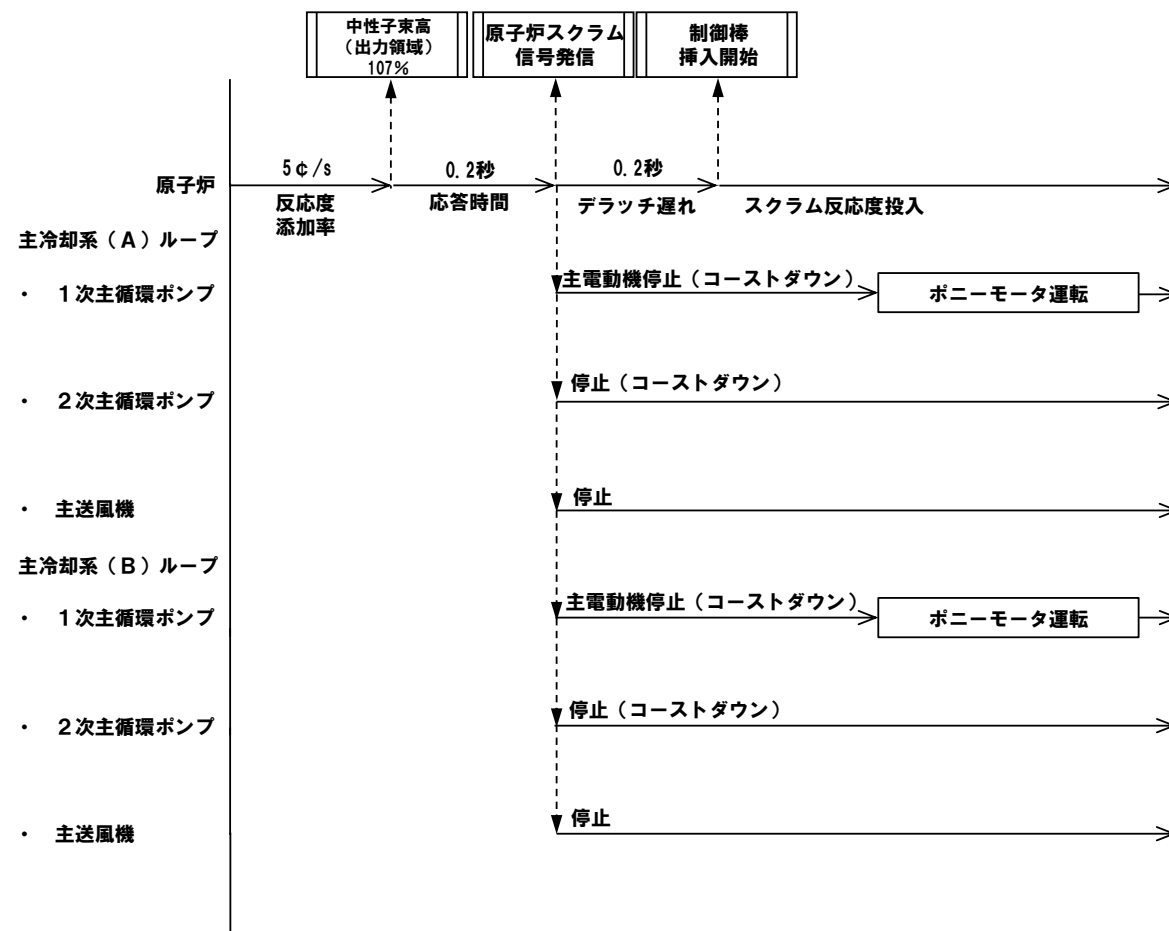 中性子束高
（出力領域）
107%
原子炉スクラム
信号発信
制御棒
挿入開始
原子炉
5¢/s
反応度
添加率
0.2秒
応答時間
0.2秒
デラッチ遅れ
スクラム反応度投入
主冷却系（Ａ）ループ
・　１次主循環ポンプ
主電動機停止（コーストダウン）
ポニーモータ運転
・　２次主循環ポンプ
停止（コーストダウン）
・　主送風機
停止
主冷却系（Ｂ）ループ
・　１次主循環ポンプ
主電動機停止（コーストダウン）
ポニーモータ運転
・　２次主循環ポンプ
停止（コーストダウン）
・　主送風機
停止